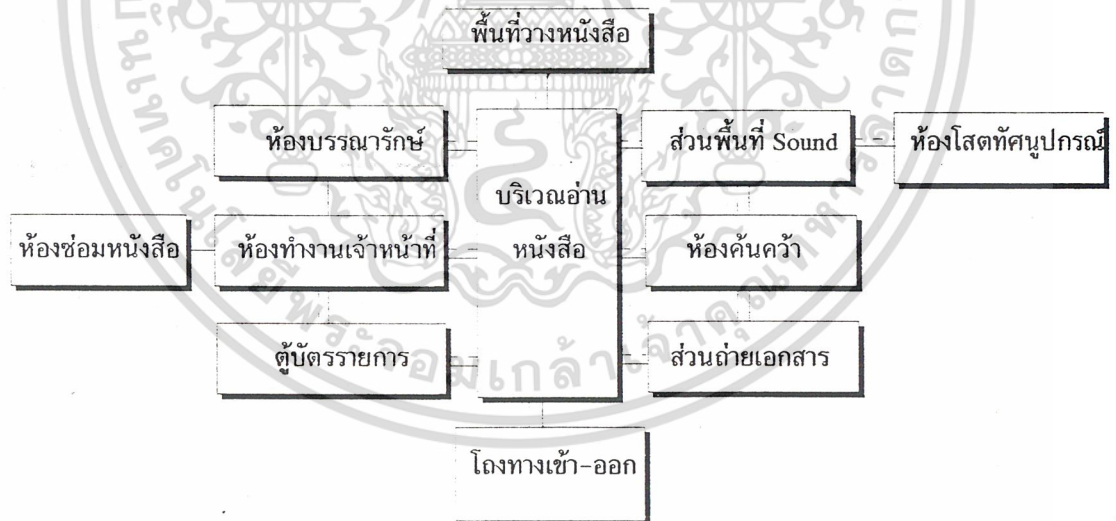 พื้นที่วางหนังสือ
ห้องบรรณารักษ์
ส่วนพื้นที่ Sound
ห้องโสตทัศนูปกรณ์
บริเวณอ่าน
หนังสือ
ห้องซ่อมหนังสือ
ห้องทำงานเจ้าหน้าที่
ห้องค้นคว้า
ตู้บัตรรายการ
ส่วนถ่ายเอกสาร
โถงทางเข้า-ออก